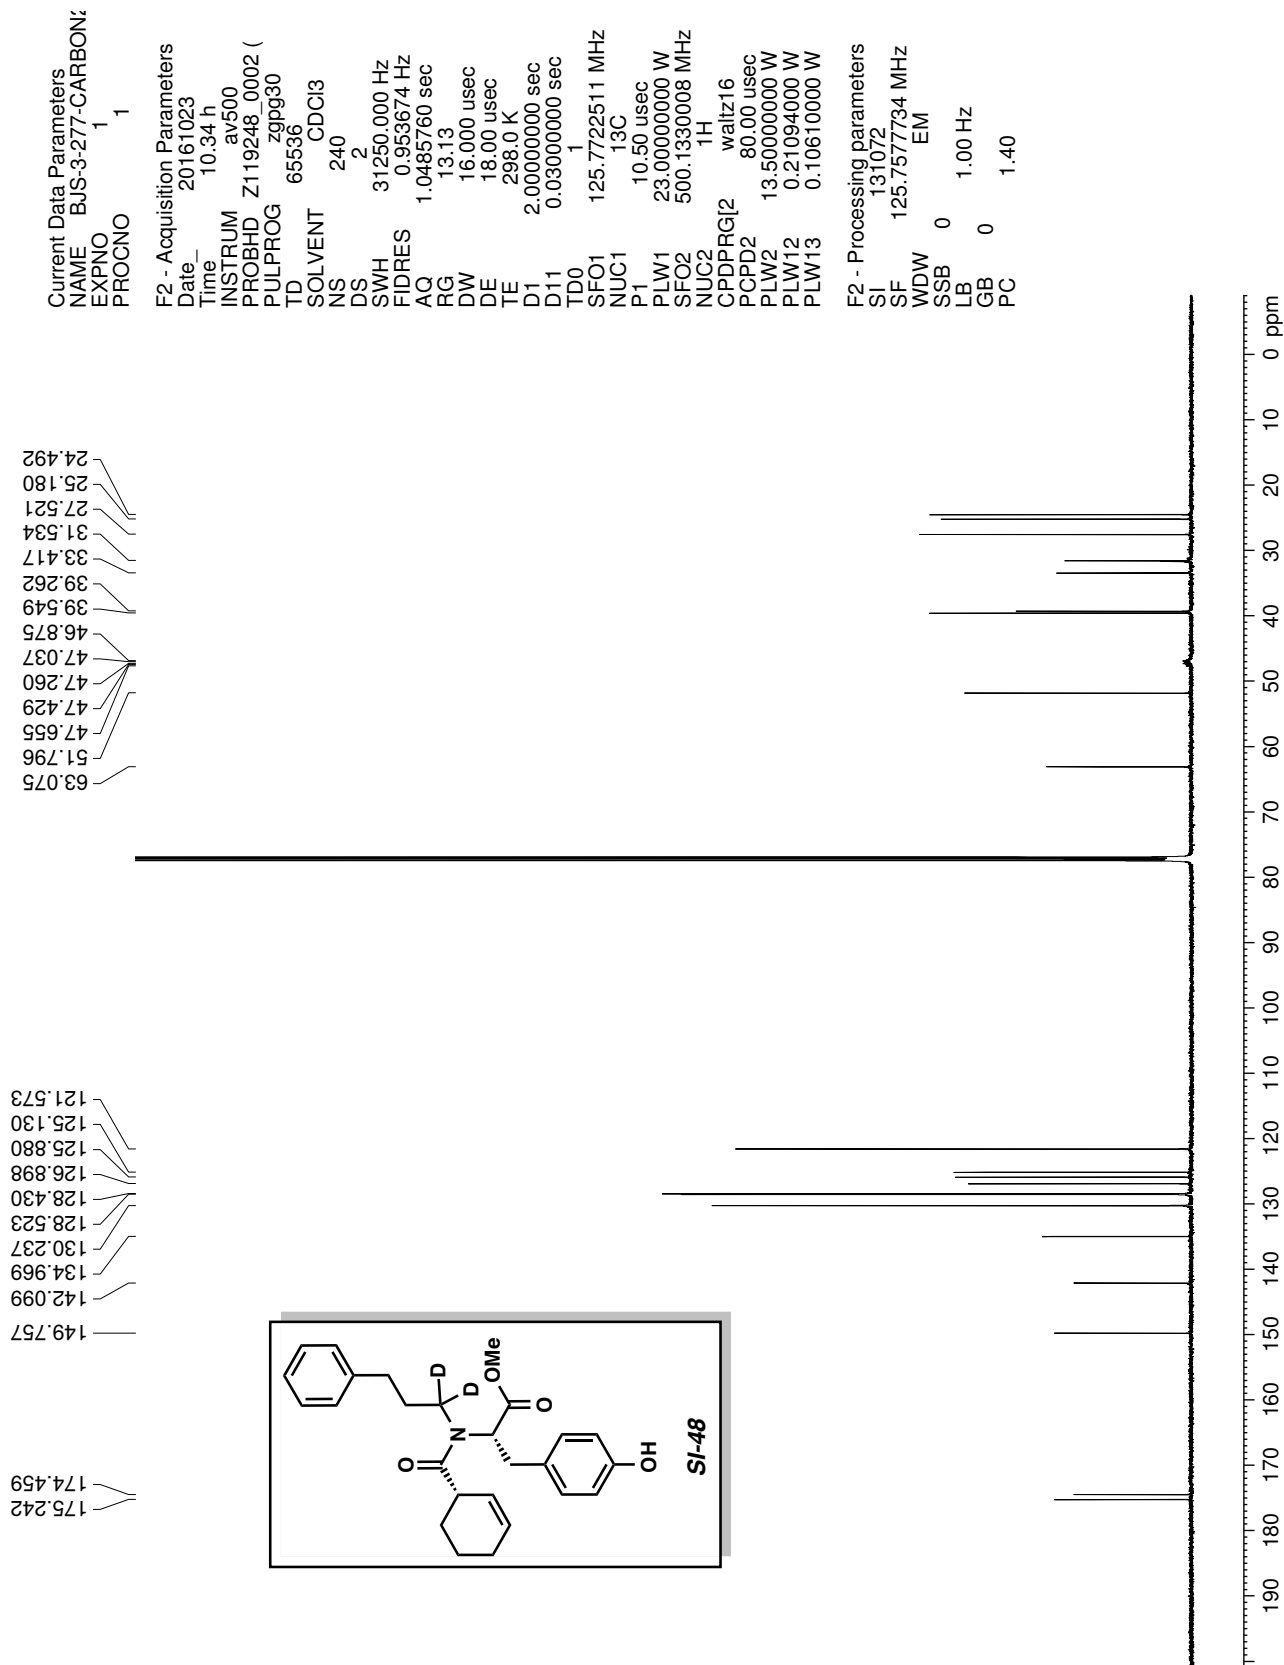 Current Data Parameters
NAME BJS-3-277-CARBON
EXPNO 1
PROCNO 1
F2 - Acquisition Parameters
Date_ 20161023
Time 10.34 h
INSTRUM av500
PROBHD Z119248_0002 (
PULPROG zgpg30
TD 65536
SOLVENT CDCl3
NS 240
DS 2
SWH 31250.000 Hz
FIDRES 0.953674 Hz
AQ 1.0485760 sec
RG 13.13
DW 16.000 usec
DE 18.00 usec
TE 298.0 K
D1 2.00000000 sec
D11 0.03000000 sec
TD0 1
SFO1 125.7722511 MHz
NUC1 13C
P1 10.50 usec
PLW1 23.00000000 W
SFO2 500.1330008 MHz
NUC2 1H
CPDPRG[2 waltz16
PCPD2 80.00 usec
PLW2 13.50000000 W
PLW12 0.21094000 W
PLW13 0.10610000 W
F2 - Processing parameters
SI 131072
SF 125.7577734 MHz
WDW EM
SSB 0
LB 1.00 Hz
GB 0
PC 1.40
175.242
174.459
149.757
142.099
134.969
130.237
128.523
128.430
126.898
125.880
125.130
121.573
63.075
51.796
47.655
47.429
47.260
47.037
46.875
39.549
39.262
33.417
31.534
27.521
25.180
24.492
D
D
OMe
O
N
O
OH
SI-48
190 180 170 160 150 140 130 120 110 100 90 80 70 60 50 40 30 20 10 0 ppm